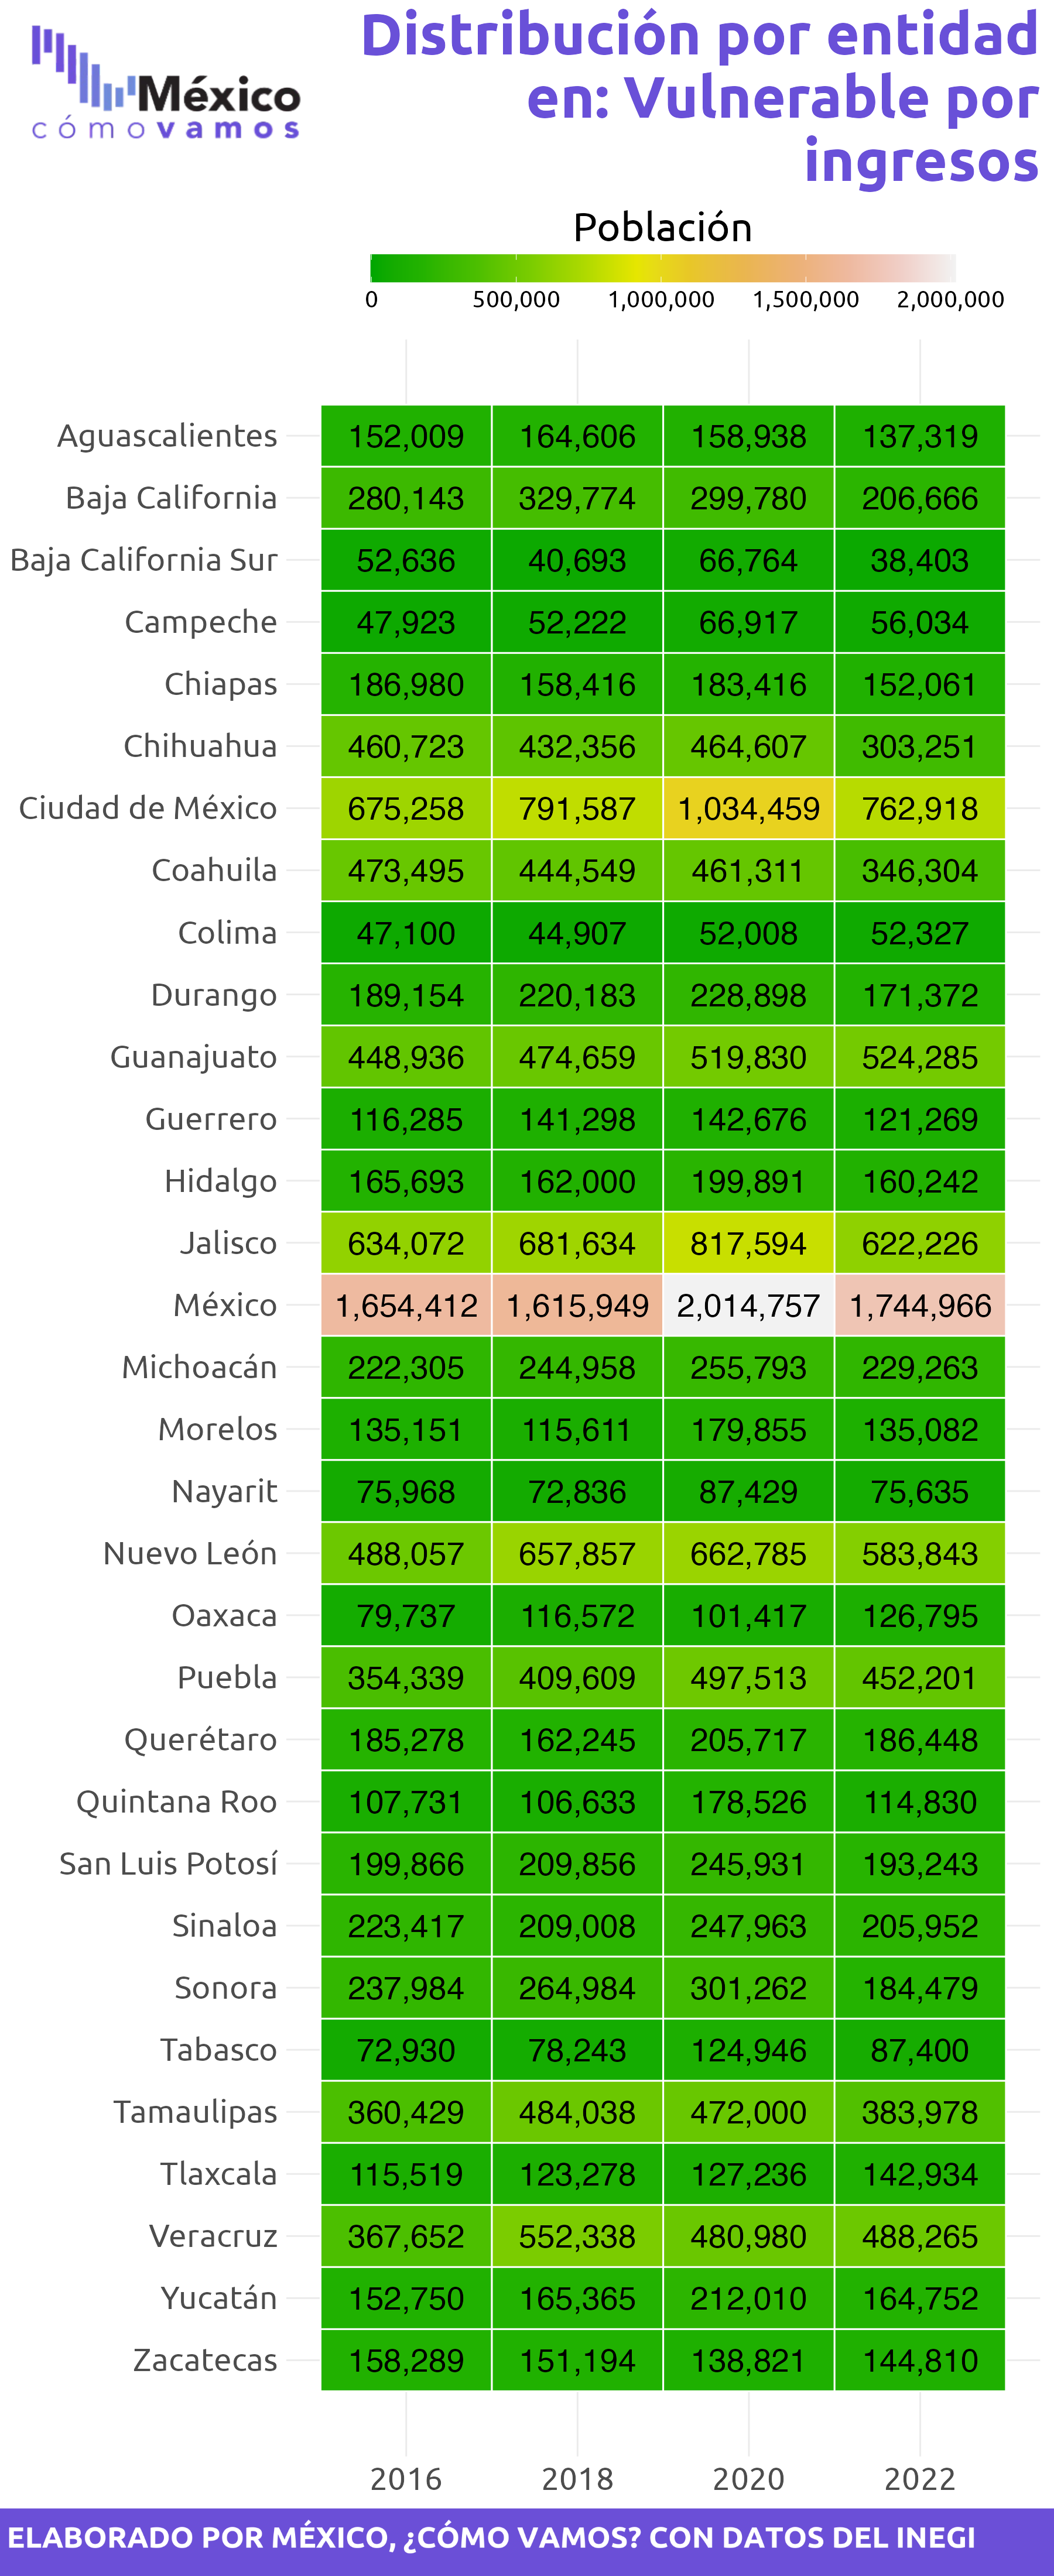 México
cómovamos
Distribución por entidad
en: Vulnerable por
ingresos
Población
0 500,000 1,000,000 1,500,000 2,000,000
Aguascalientes 152,009 164,606 158,938 137,319
Baja California 280,143 329,774 299,780 206,666
Baja California Sur 52,636 40,693 66,764 38,403
Campeche 47,923 52,222 66,917 56,034
Chiapas 186,980 158,416 183,416 152,061
Chihuahua 460,723 432,356 464,607 303,251
Ciudad de México 675,258 791,587 1,034,459 762,918
Coahuila 473,495 444,549 461,311 346,304
Colima 47,100 44,907 52,008 52,327
Durango 189,154 220,183 228,898 171,372
Guanajuato 448,936 474,659 519,830 524,285
Guerrero 116,285 141,298 142,676 121,269
Hidalgo 165,693 162,000 199,891 160,242
Jalisco 634,072 681,634 817,594 622,226
México 1,654,412 1,615,949 2,014,757 1,744,966
Michoacán 222,305 244,958 255,793 229,263
Morelos 135,151 115,611 179,855 135,082
Nayarit 75,968 72,836 87,429 75,635
Nuevo León 488,057 657,857 662,785 583,843
Oaxaca 79,737 116,572 101,417 126,795
Puebla 354,339 409,609 497,513 452,201
Querétaro 185,278 162,245 205,717 186,448
Quintana Roo 107,731 106,633 178,526 114,830
San Luis Potosí 199,866 209,856 245,931 193,243
Sinaloa 223,417 209,008 247,963 205,952
Sonora 237,984 264,984 301,262 184,479
Tabasco 72,930 78,243 124,946 87,400
Tamaulipas 360,429 484,038 472,000 383,978
Tlaxcala 115,519 123,278 127,236 142,934
Veracruz 367,652 552,338 480,980 488,265
Yucatán 152,750 165,365 212,010 164,752
Zacatecas 158,289 151,194 138,821 144,810
2016 2018 2020 2022
ELABORADO POR MÉXICO, ¿CÓMO VAMOS? CON DATOS DEL INEGI